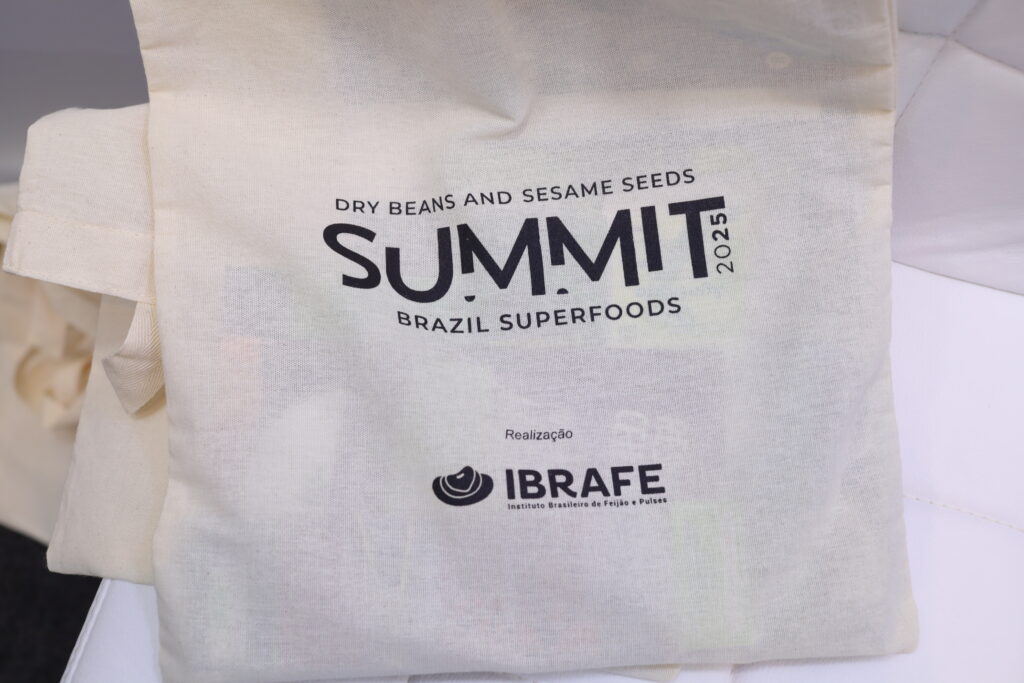 DRY BEANS AND SESAME SEEDS
SUMMIT 2025
BRAZIL SUPERFOODS
Realização
IBRAFE
Instituto Brasileiro de Feijão e Pulses